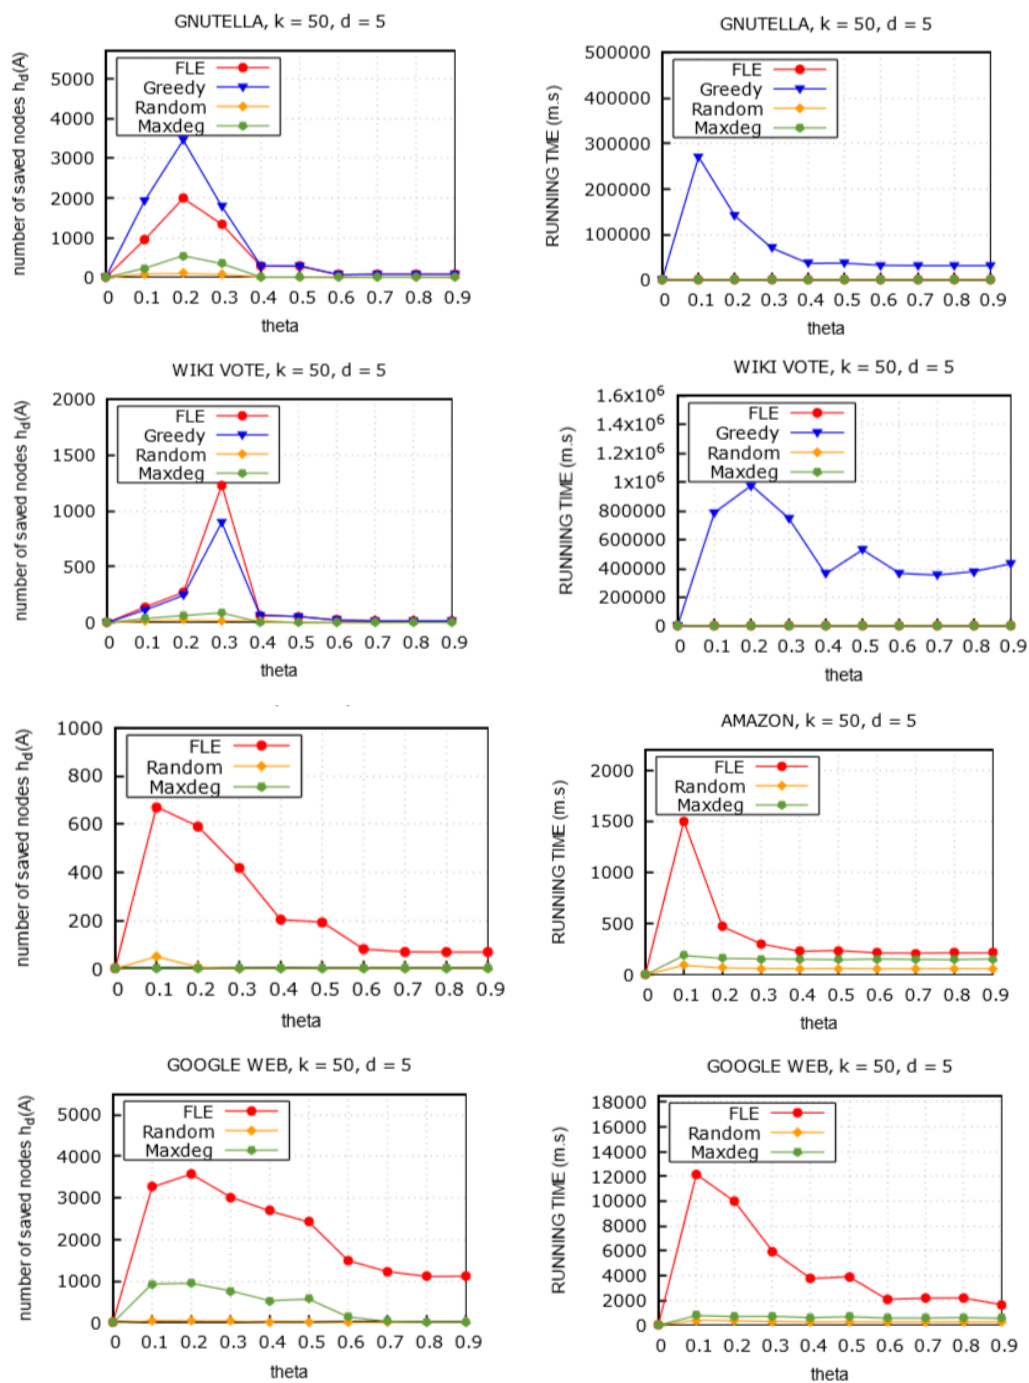 GNUTELLA, k = 50, d = 5
number of saved nodes h_d(A)
5000
4000
3000
2000
1000
0
FLE
Greedy
Random
Maxdeg
0 0.1 0.2 0.3 0.4 0.5 0.6 0.7 0.8 0.9
theta
GNUTELLA, k = 50, d = 5
RUNNING TME (m.s)
500000
400000
300000
200000
100000
0
FLE
Greedy
Random
Maxdeg
0 0.1 0.2 0.3 0.4 0.5 0.6 0.7 0.8 0.9
theta
WIKI VOTE, k = 50, d = 5
number of saved nodes h_d(A)
2000
1500
1000
500
0
FLE
Greedy
Random
Maxdeg
0 0.1 0.2 0.3 0.4 0.5 0.6 0.7 0.8 0.9
theta
WIKI VOTE, k = 50, d = 5
RUNNING TIME (m.s)
1.6x10^6
1.4x10^6
1.2x10^6
1x10^6
800000
600000
400000
200000
0
FLE
Greedy
Random
Maxdeg
0 0.1 0.2 0.3 0.4 0.5 0.6 0.7 0.8 0.9
theta
number of saved nodes h_d(A)
1000
800
600
400
200
0
FLE
Random
Maxdeg
0 0.1 0.2 0.3 0.4 0.5 0.6 0.7 0.8 0.9
theta
AMAZON, k = 50, d = 5
RUNNING TIME (m.s)
2000
1500
1000
500
0
FLE
Random
Maxdeg
0 0.1 0.2 0.3 0.4 0.5 0.6 0.7 0.8 0.9
theta
GOOGLE WEB, k = 50, d = 5
number of saved nodes h_d(A)
5000
4000
3000
2000
1000
0
FLE
Random
Maxdeg
0 0.1 0.2 0.3 0.4 0.5 0.6 0.7 0.8 0.9
theta
GOOGLE WEB, k = 50, d = 5
RUNNING TIME (m.s)
18000
16000
14000
12000
10000
8000
6000
4000
2000
0
FLE
Random
Maxdeg
0 0.1 0.2 0.3 0.4 0.5 0.6 0.7 0.8 0.9
theta